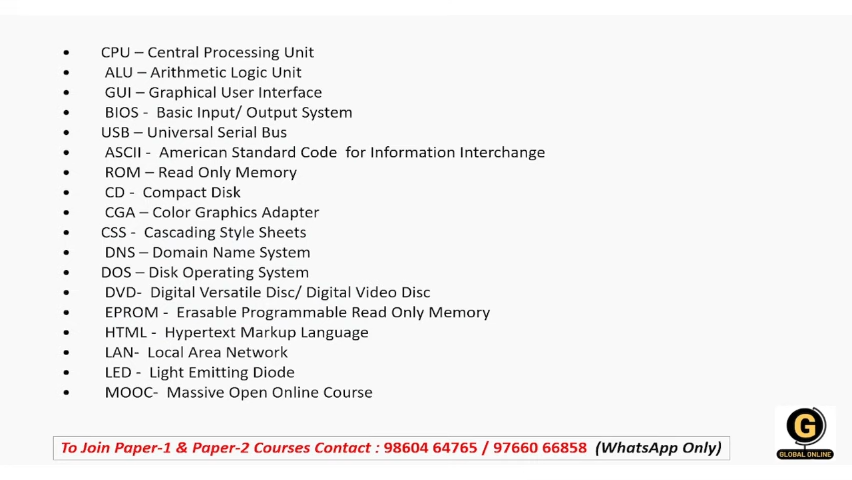 • CPU – Central Processing Unit
• ALU – Arithmetic Logic Unit
• GUI – Graphical User Interface
• BIOS - Basic Input/ Output System
• USB – Universal Serial Bus
• ASCII - American Standard Code for Information Interchange
• ROM – Read Only Memory
• CD - Compact Disk
• CGA – Color Graphics Adapter
• CSS - Cascading Style Sheets
• DNS – Domain Name System
• DOS – Disk Operating System
• DVD- Digital Versatile Disc/ Digital Video Disc
• EPROM - Erasable Programmable Read Only Memory
• HTML - Hypertext Markup Language
• LAN- Local Area Network
• LED - Light Emitting Diode
• MOOC- Massive Open Online Course
To Join Paper-1 & Paper-2 Courses Contact : 98604 64765 / 97660 66858 (WhatsApp Only)
G
GLOBAL ONLINE